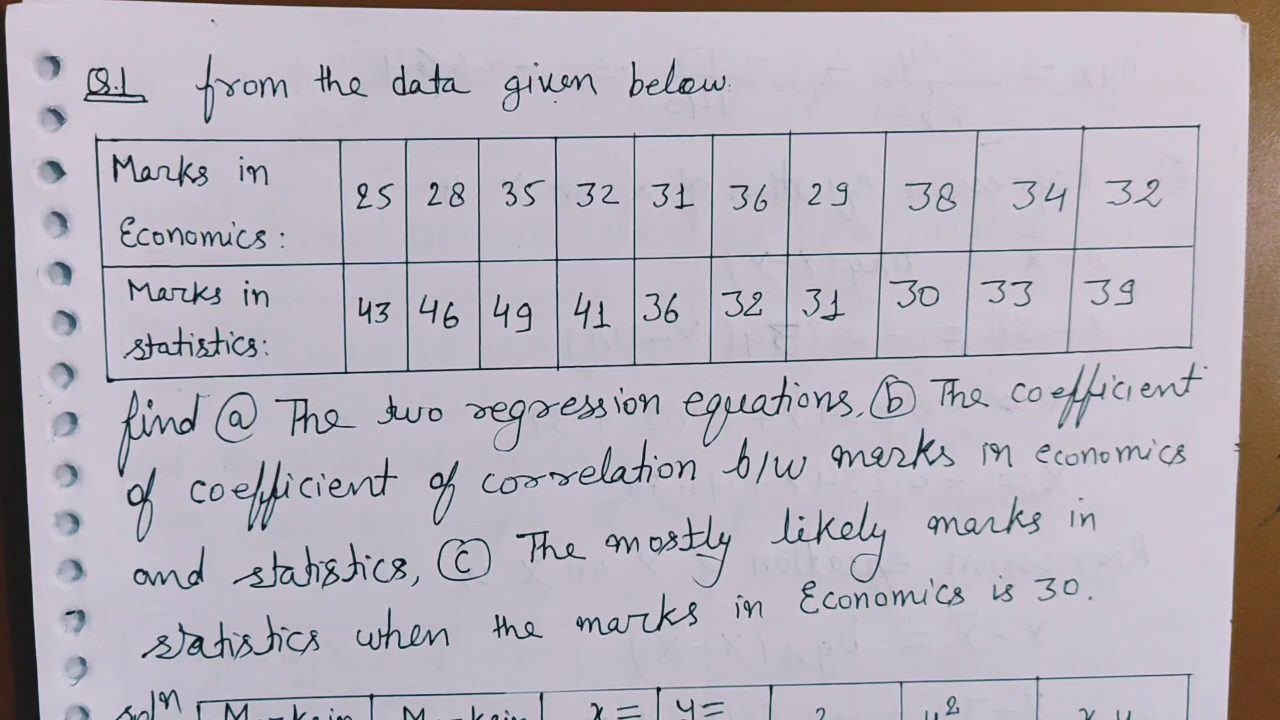 Q.1 from the data given below.
Marks in Economics: 25 28 35 32 31 36 29 38 34 32
Marks in statistics: 43 46 49 41 36 32 31 30 33 39
find ⓐ The two regression equations, ⓑ The coefficient
of coefficient of correlation b/w marks in economics
and statistics, ⓒ The mostly likely marks in
statistics when the marks in Economics is 30.
soln x = y =